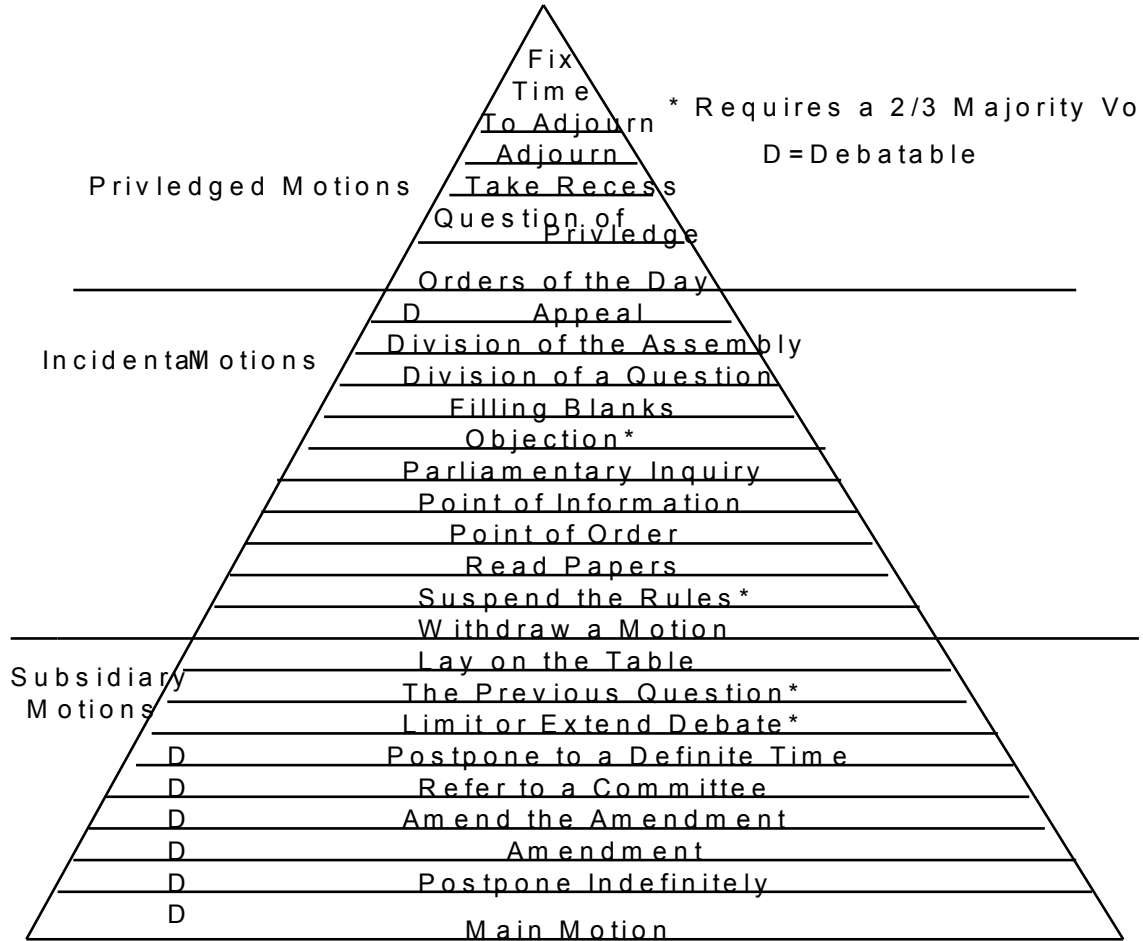 Fix
Time
To Adjourn
* Requires a 2/3 Majority Vo
Adjourn
D=Debatable
Privledged Motions
Take Recess
Question of
Privledge
Orders of the Day
D Appeal
Division of the Assembly
Incidental Motions
Division of a Question
Filling Blanks
Objection*
Parliamentary Inquiry
Point of Information
Point of Order
Read Papers
Suspend the Rules*
Withdraw a Motion
Lay on the Table
Subsidiary
The Previous Question*
Motions
Limit or Extend Debate*
D Postpone to a Definite Time
D Refer to a Committee
D Amend the Amendment
D Amendment
D Postpone Indefinitely
D Main Motion